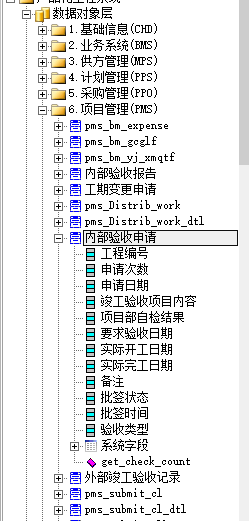 数据对象层
1.基础信息(CHD)
2.业务系统(BMS)
3.供方管理(MPS)
4.计划管理(PPS)
5.采购管理(PPO)
6.项目管理(PMS)
pms_bm_expense
pms_bm_gcglf
pms_bm_yj_xmqtf
内部验收报告
工期变更申请
pms_Distrib_work
pms_Distrib_work_dtl
内部验收申请
工程编号
申请次数
申请日期
竣工验收项目内容
项目部自检结果
要求验收日期
实际开工日期
实际完工日期
备注
批签状态
批签时间
验收类型
系统字段
get_check_count
外部竣工验收记录
pms_submit_cl
pms_submit_cl_dtl